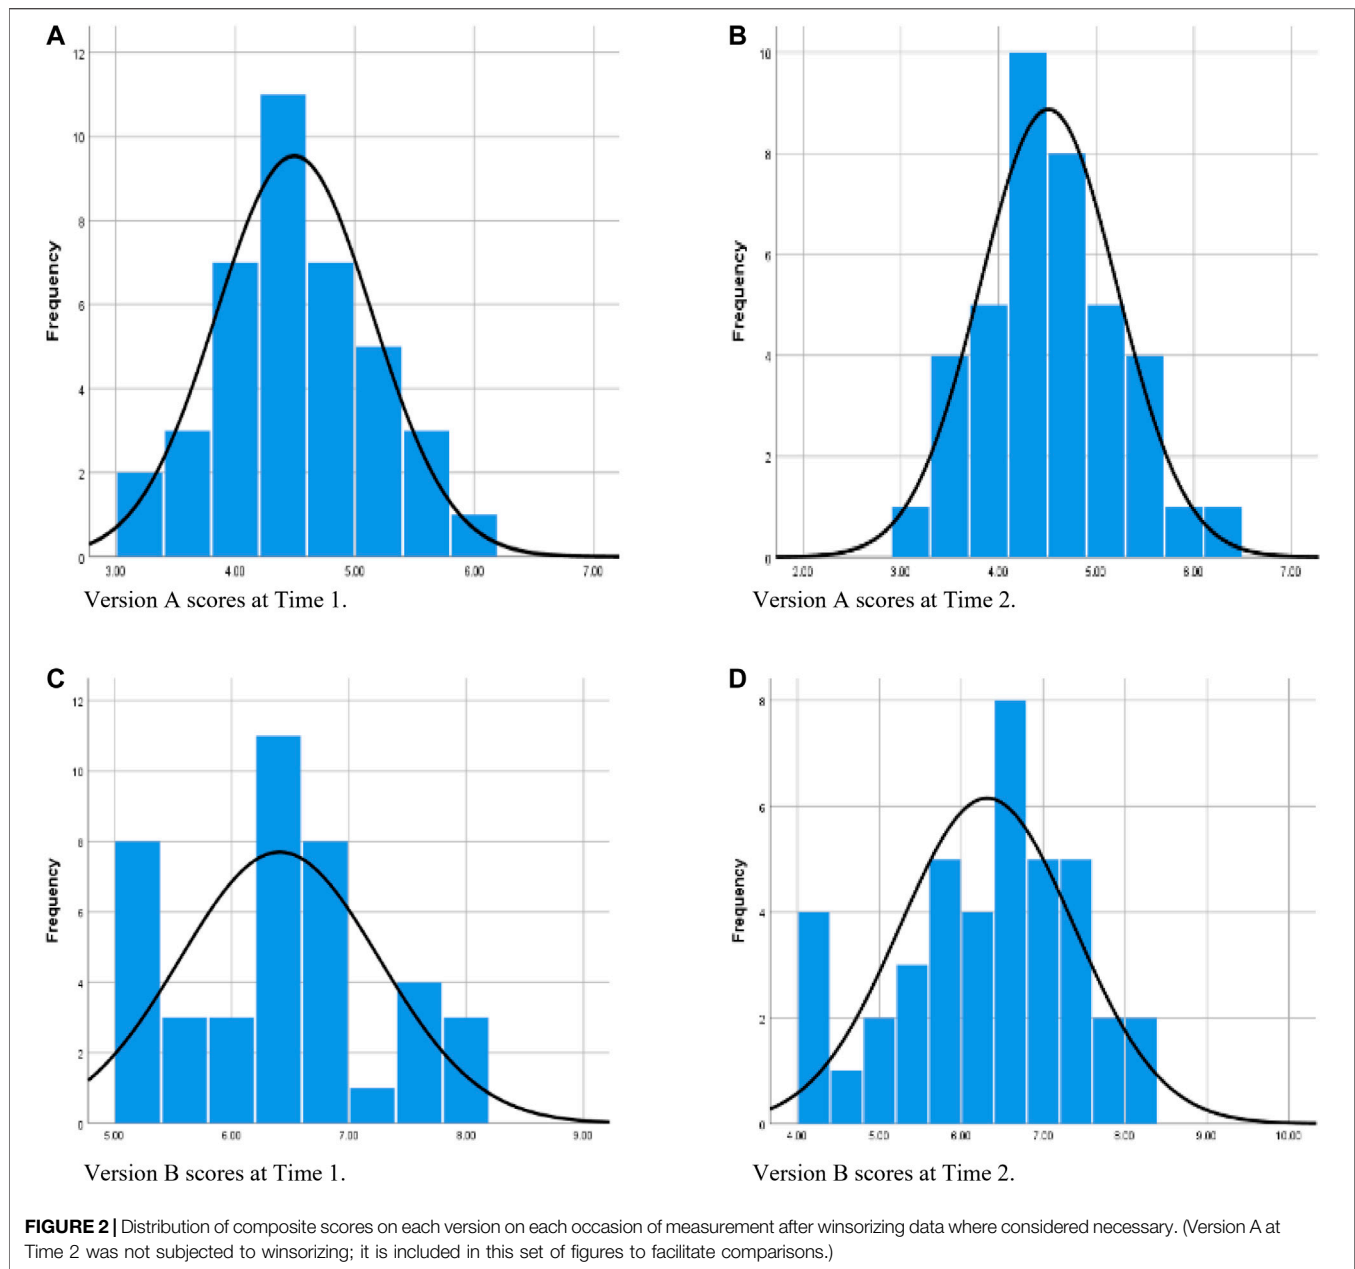 A
Frequency
12
10
8
6
4
2
0
3.00 4.00 5.00 6.00 7.00
Version A scores at Time 1.
B
Frequency
10
8
6
4
2
0
2.00 3.00 4.00 5.00 6.00 7.00
Version A scores at Time 2.
C
Frequency
12
10
8
6
4
2
0
5.00 6.00 7.00 8.00 9.00
Version B scores at Time 1.
D
Frequency
8
6
4
2
0
4.00 5.00 6.00 7.00 8.00 9.00 10.00
Version B scores at Time 2.
FIGURE 2 | Distribution of composite scores on each version on each occasion of measurement after winsorizing data where considered necessary. (Version A at
Time 2 was not subjected to winsorizing; it is included in this set of figures to facilitate comparisons.)